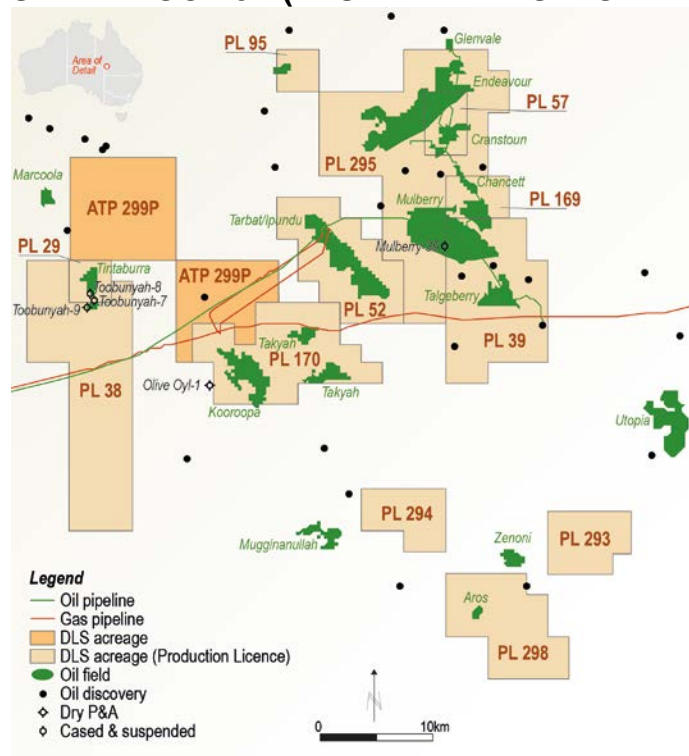 Glenvale
PL 95
Area of
Detail
Endeavour
PL 57
Cranstoun
PL 295
Chancett
Marcoola
ATP 299P
Mulberry
PL 169
Tarbat/Ipundu
PL 29
Tintaburra
ATP 299P
Toobunyah-8
Toobunyah-7
Toobunyah-9
Talgeberry
PL 52
Takyah
PL 39
PL 170
PL 38
Olive Oyl-1
Takyah
Kooroopa
Utopia
PL 294
PL 293
Mugginanullah
Zenoni
Aros
PL 298
Legend
Oil pipeline
Gas pipeline
DLS acreage
DLS acreage (Production Licence)
Oil field
Oil discovery
Dry P&A
Cased & suspended
N
0 10km